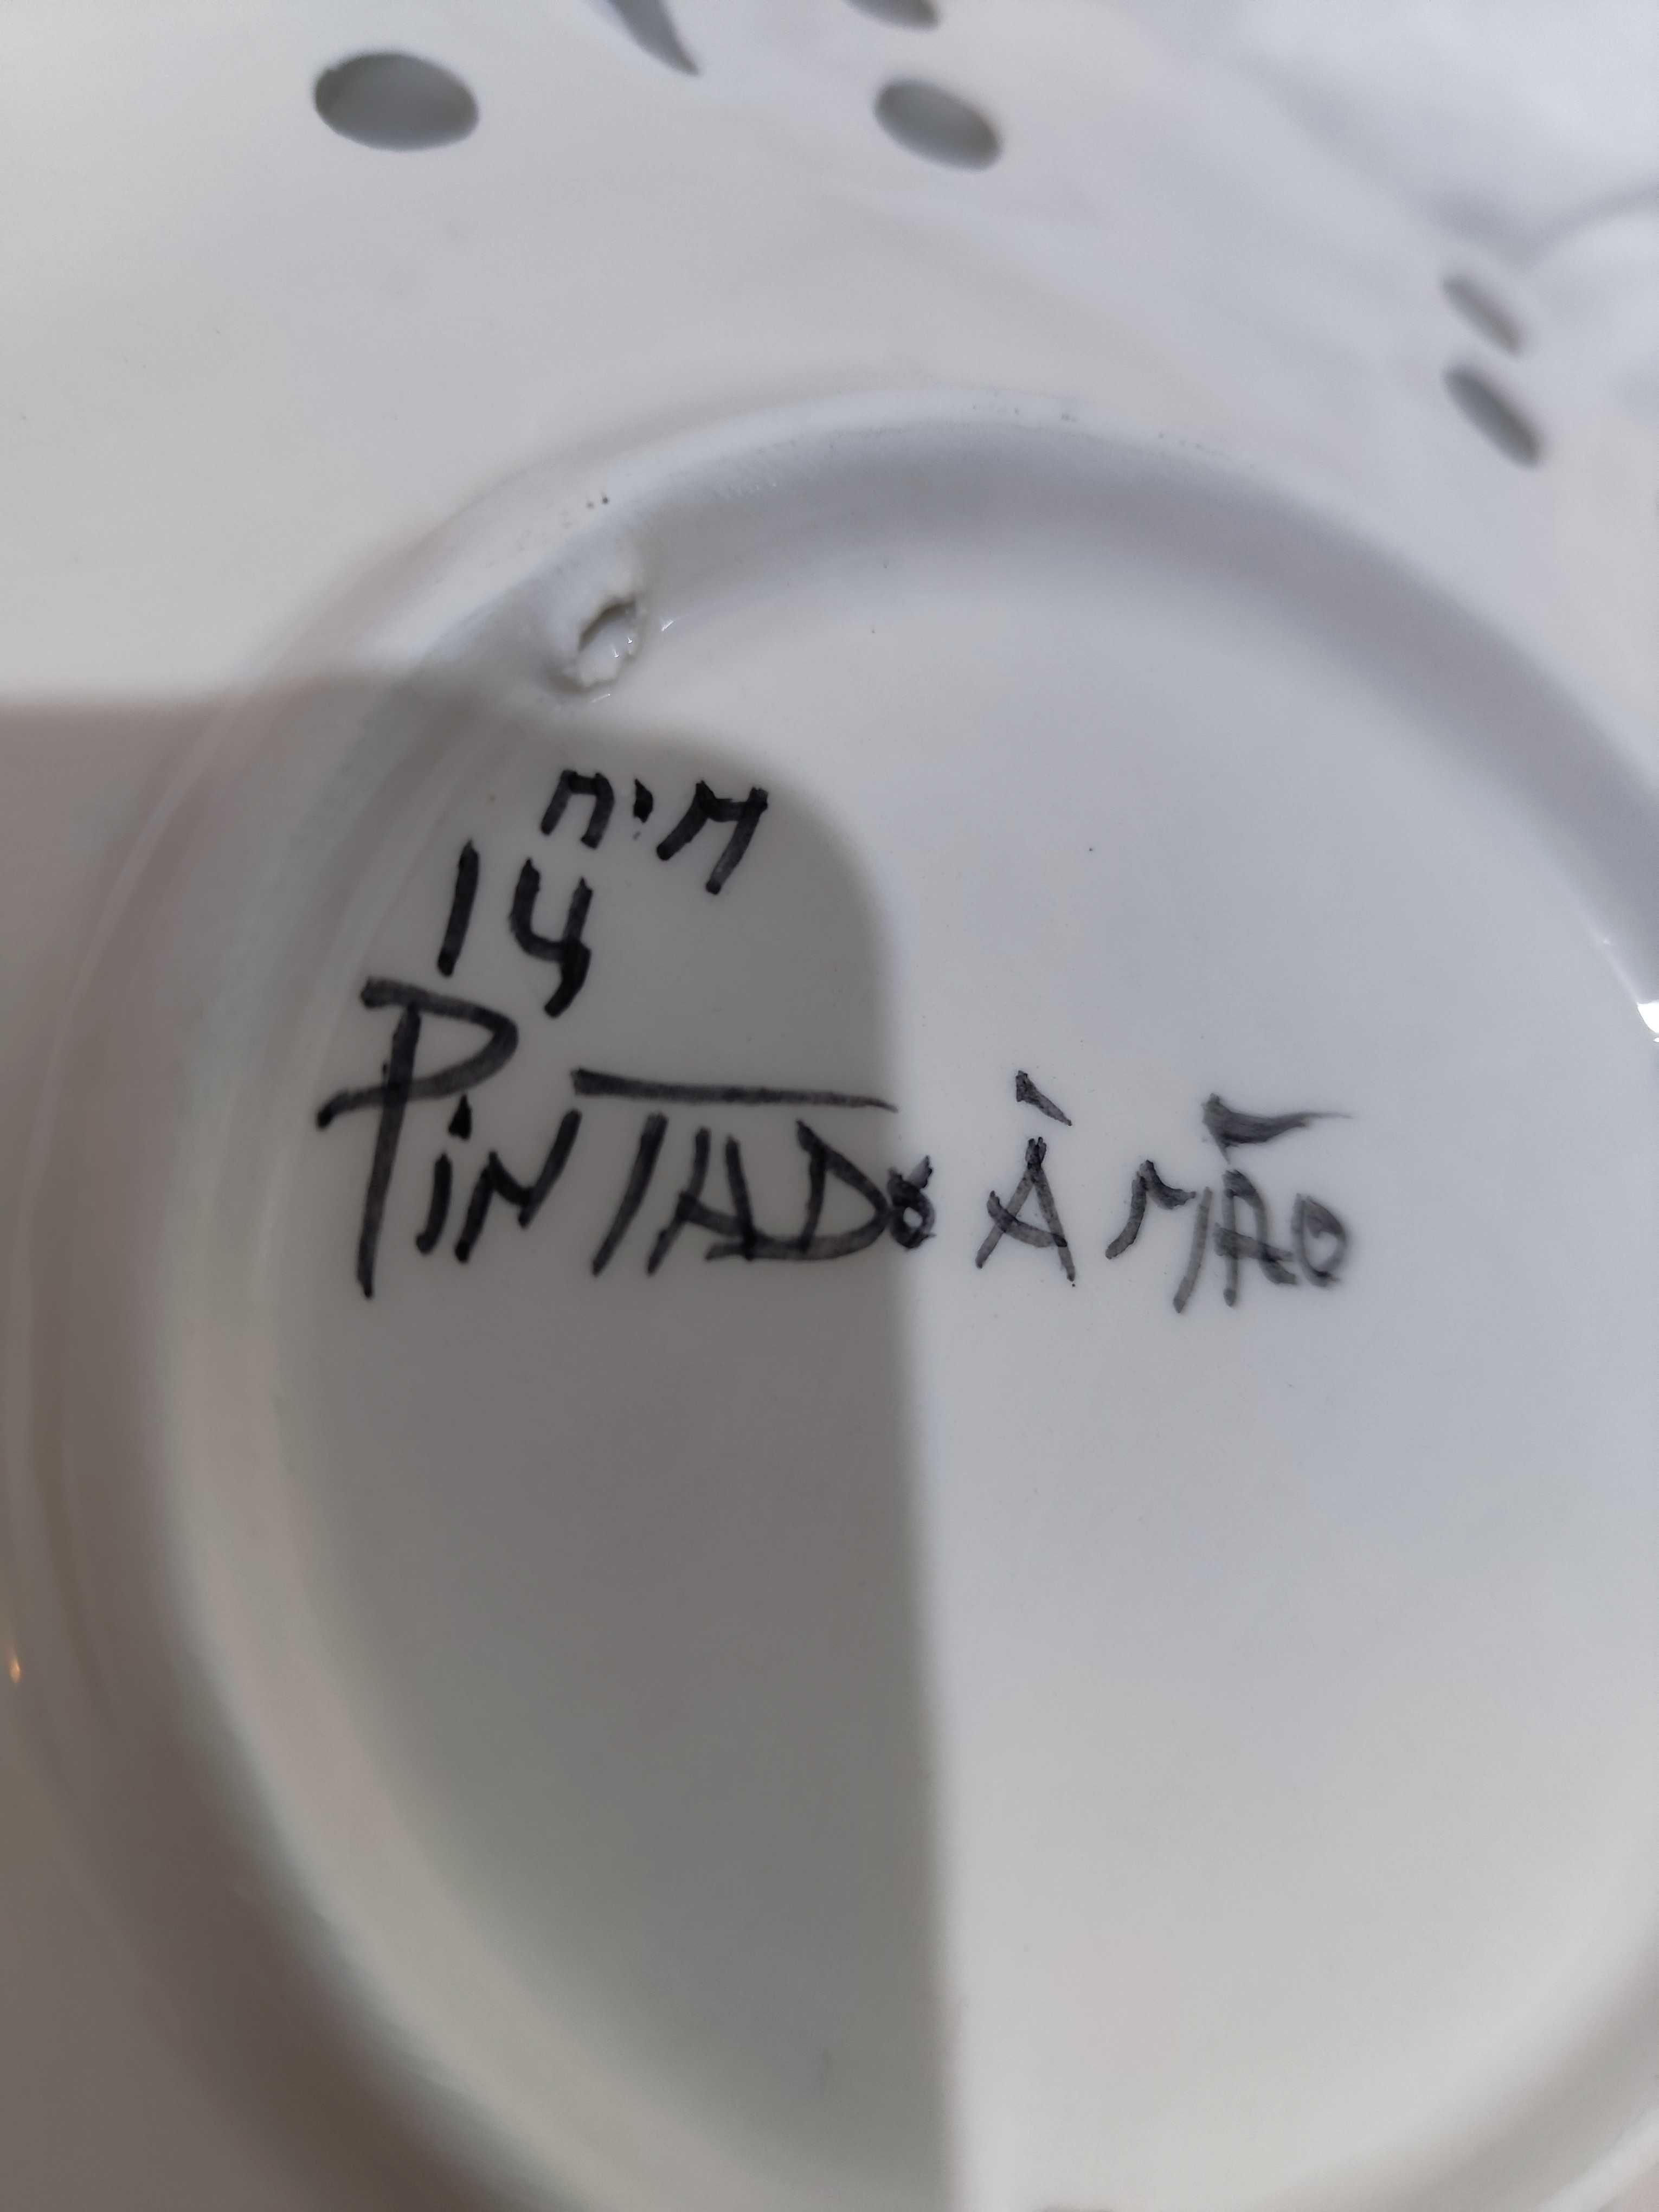 n·M
14
PiNTADO À MÃO